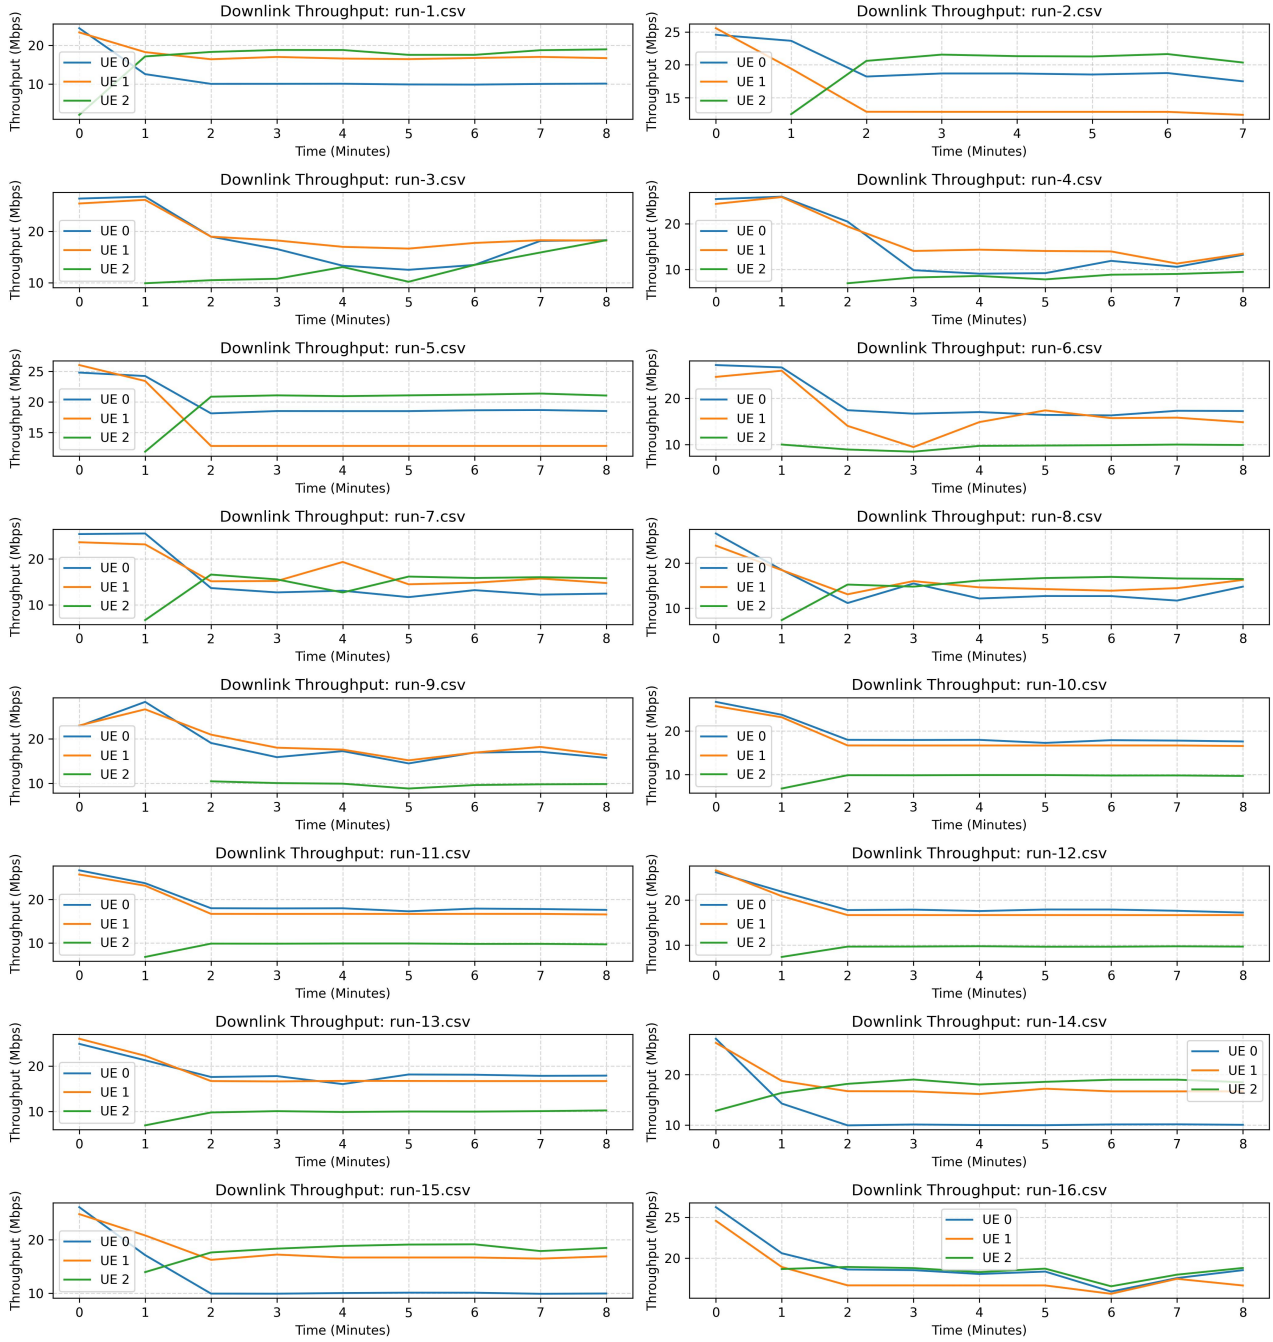 Downlink Throughput: run-1.csv
Throughput (Mbps)
20
10
UE 0
UE 1
UE 2
0 1 2 3 4 5 6 7 8
Time (Minutes)
Downlink Throughput: run-2.csv
Throughput (Mbps)
25
20
15
UE 0
UE 1
UE 2
0 1 2 3 4 5 6 7
Time (Minutes)
Downlink Throughput: run-3.csv
Throughput (Mbps)
20
10
UE 0
UE 1
UE 2
0 1 2 3 4 5 6 7 8
Time (Minutes)
Downlink Throughput: run-4.csv
Throughput (Mbps)
20
10
UE 0
UE 1
UE 2
0 1 2 3 4 5 6 7 8
Time (Minutes)
Downlink Throughput: run-5.csv
Throughput (Mbps)
25
20
15
UE 0
UE 1
UE 2
0 1 2 3 4 5 6 7 8
Time (Minutes)
Downlink Throughput: run-6.csv
Throughput (Mbps)
20
10
UE 0
UE 1
UE 2
0 1 2 3 4 5 6 7 8
Time (Minutes)
Downlink Throughput: run-7.csv
Throughput (Mbps)
20
10
UE 0
UE 1
UE 2
0 1 2 3 4 5 6 7 8
Time (Minutes)
Downlink Throughput: run-8.csv
Throughput (Mbps)
20
10
UE 0
UE 1
UE 2
0 1 2 3 4 5 6 7 8
Time (Minutes)
Downlink Throughput: run-9.csv
Throughput (Mbps)
20
10
UE 0
UE 1
UE 2
0 1 2 3 4 5 6 7 8
Time (Minutes)
Downlink Throughput: run-10.csv
Throughput (Mbps)
20
10
UE 0
UE 1
UE 2
0 1 2 3 4 5 6 7 8
Time (Minutes)
Downlink Throughput: run-11.csv
Throughput (Mbps)
20
10
UE 0
UE 1
UE 2
0 1 2 3 4 5 6 7 8
Time (Minutes)
Downlink Throughput: run-12.csv
Throughput (Mbps)
20
10
UE 0
UE 1
UE 2
0 1 2 3 4 5 6 7 8
Time (Minutes)
Downlink Throughput: run-13.csv
Throughput (Mbps)
20
10
UE 0
UE 1
UE 2
0 1 2 3 4 5 6 7 8
Time (Minutes)
Downlink Throughput: run-14.csv
Throughput (Mbps)
20
10
UE 0
UE 1
UE 2
0 1 2 3 4 5 6 7 8
Time (Minutes)
Downlink Throughput: run-15.csv
Throughput (Mbps)
20
10
UE 0
UE 1
UE 2
0 1 2 3 4 5 6 7 8
Time (Minutes)
Downlink Throughput: run-16.csv
Throughput (Mbps)
25
20
UE 0
UE 1
UE 2
0 1 2 3 4 5 6 7 8
Time (Minutes)